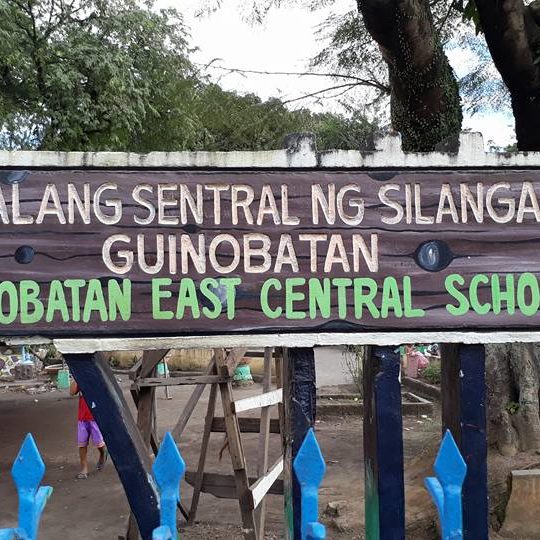 ALANG SENTRAL NG SILANGA
GUINOBATAN
OBATAN EAST CENTRAL SCHO